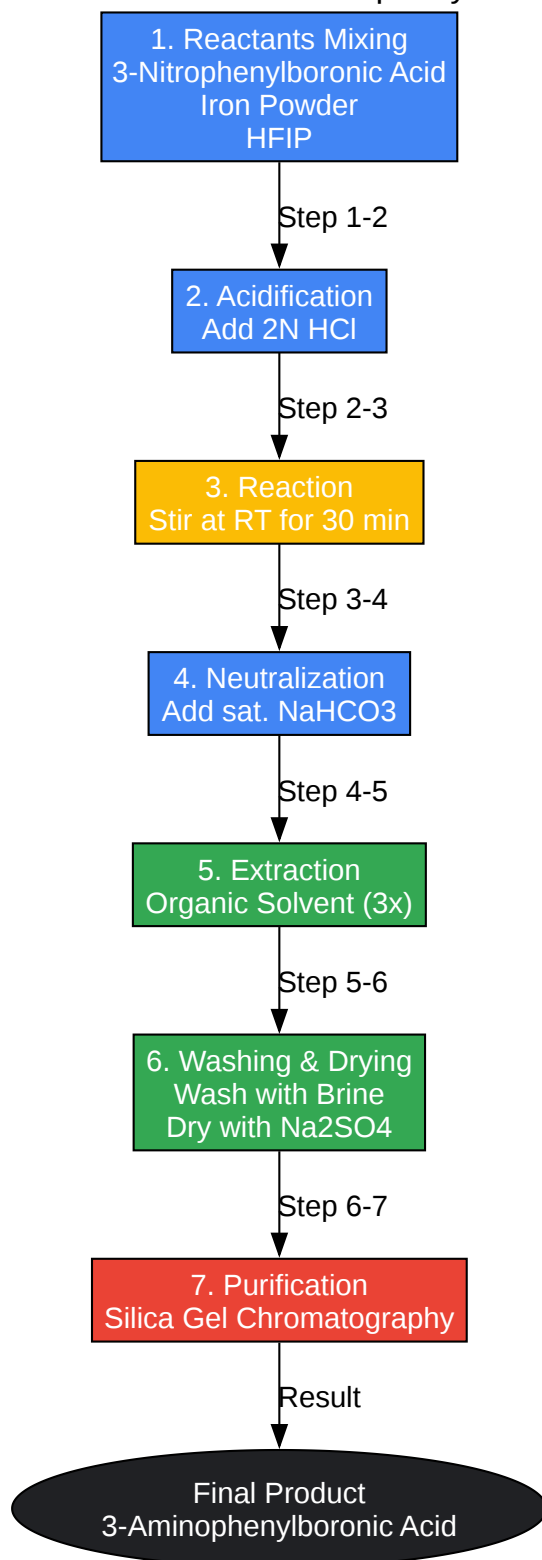 1. Reactants Mixing
3-Nitrophenylboronic Acid
Iron Powder
HFIP
Step 1-2
2. Acidification
Add 2N HCl
Step 2-3
3. Reaction
Stir at RT for 30 min
Step 3-4
4. Neutralization
Add sat. NaHCO3
Step 4-5
5. Extraction
Organic Solvent (3x)
Step 5-6
6. Washing & Drying
Wash with Brine
Dry with Na2SO4
Step 6-7
7. Purification
Silica Gel Chromatography
Result
Final Product
3-Aminophenylboronic Acid